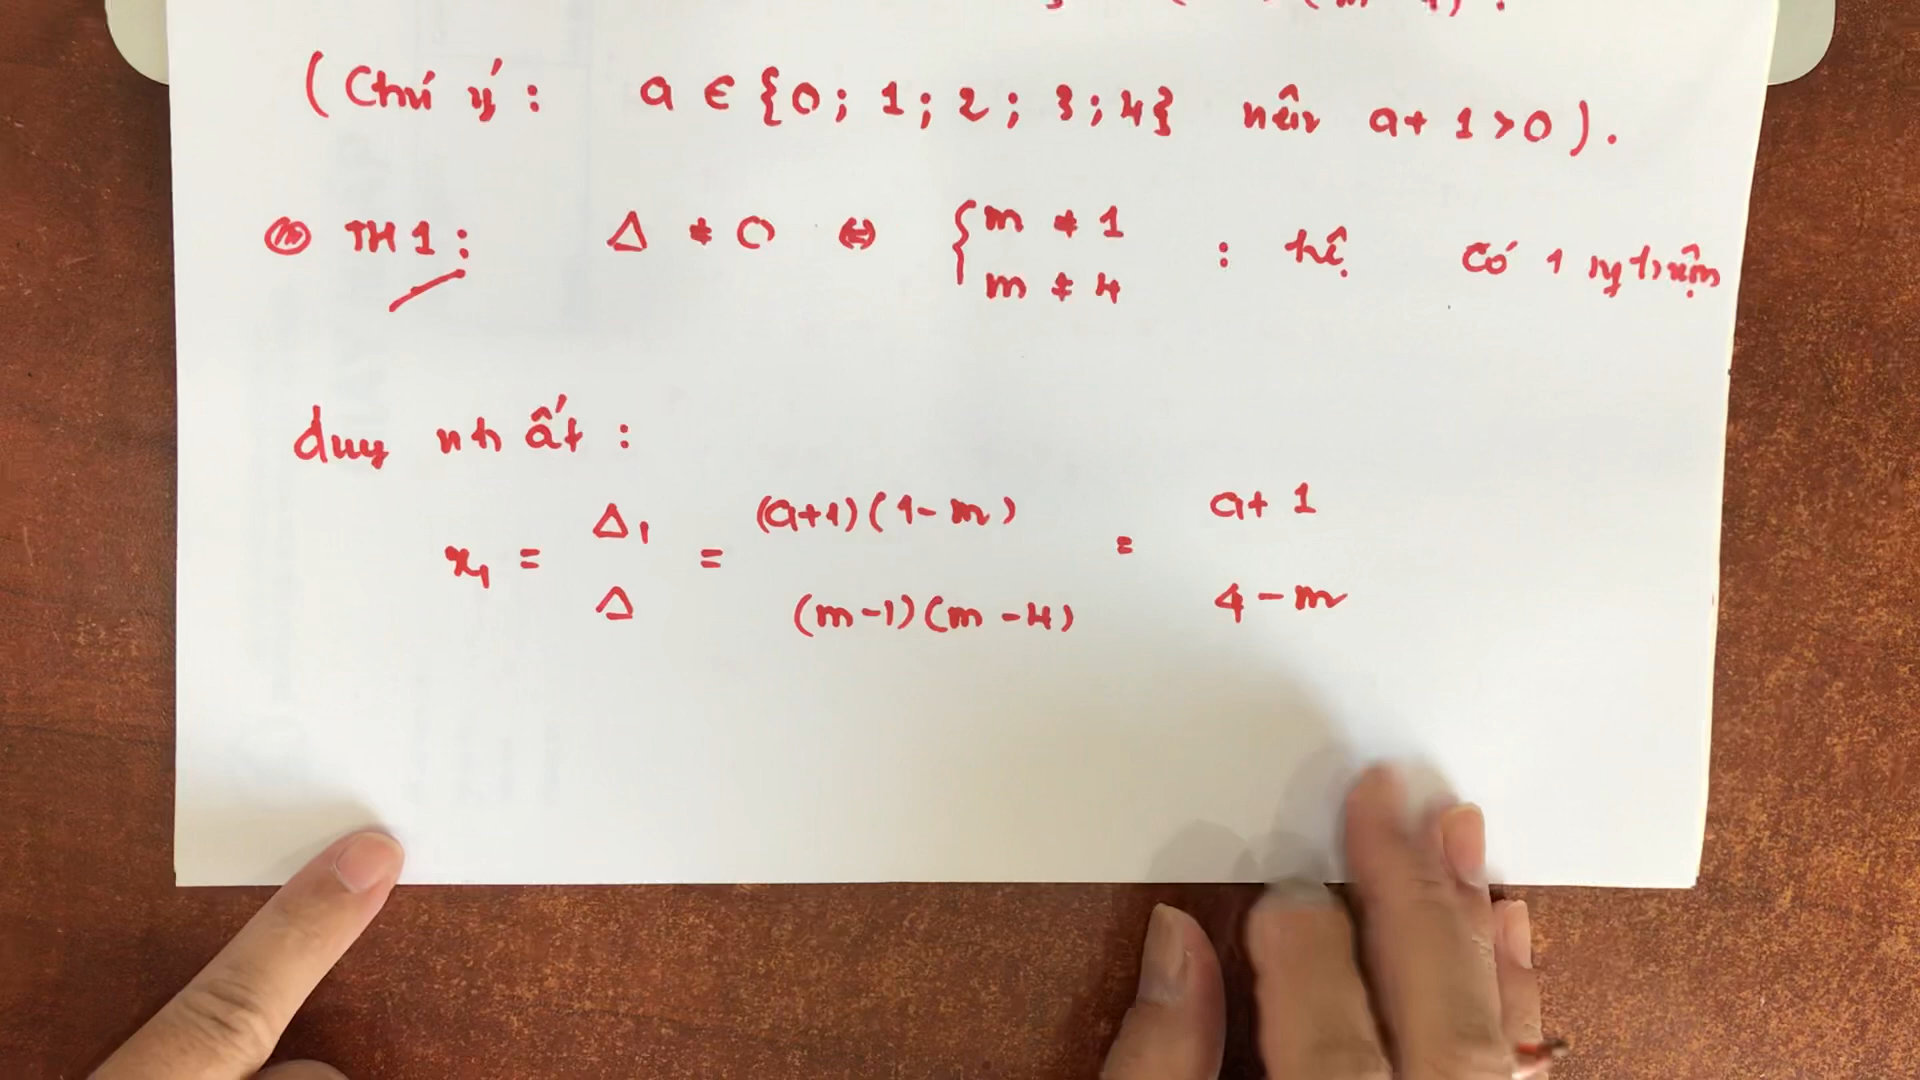 (Chú ý : a ∈ {0; 1; 2; 3; 4} nên a+ 1 > 0).
TH 1 : Δ ≠ 0 ⇔ { m ≠ 1 m ≠ 4 : hệ có 1 nghiệm
duy nhất :
x₁ = Δ₁ / Δ = (a+1)(1-m) / (m-1)(m-4) = a+1 / 4-m